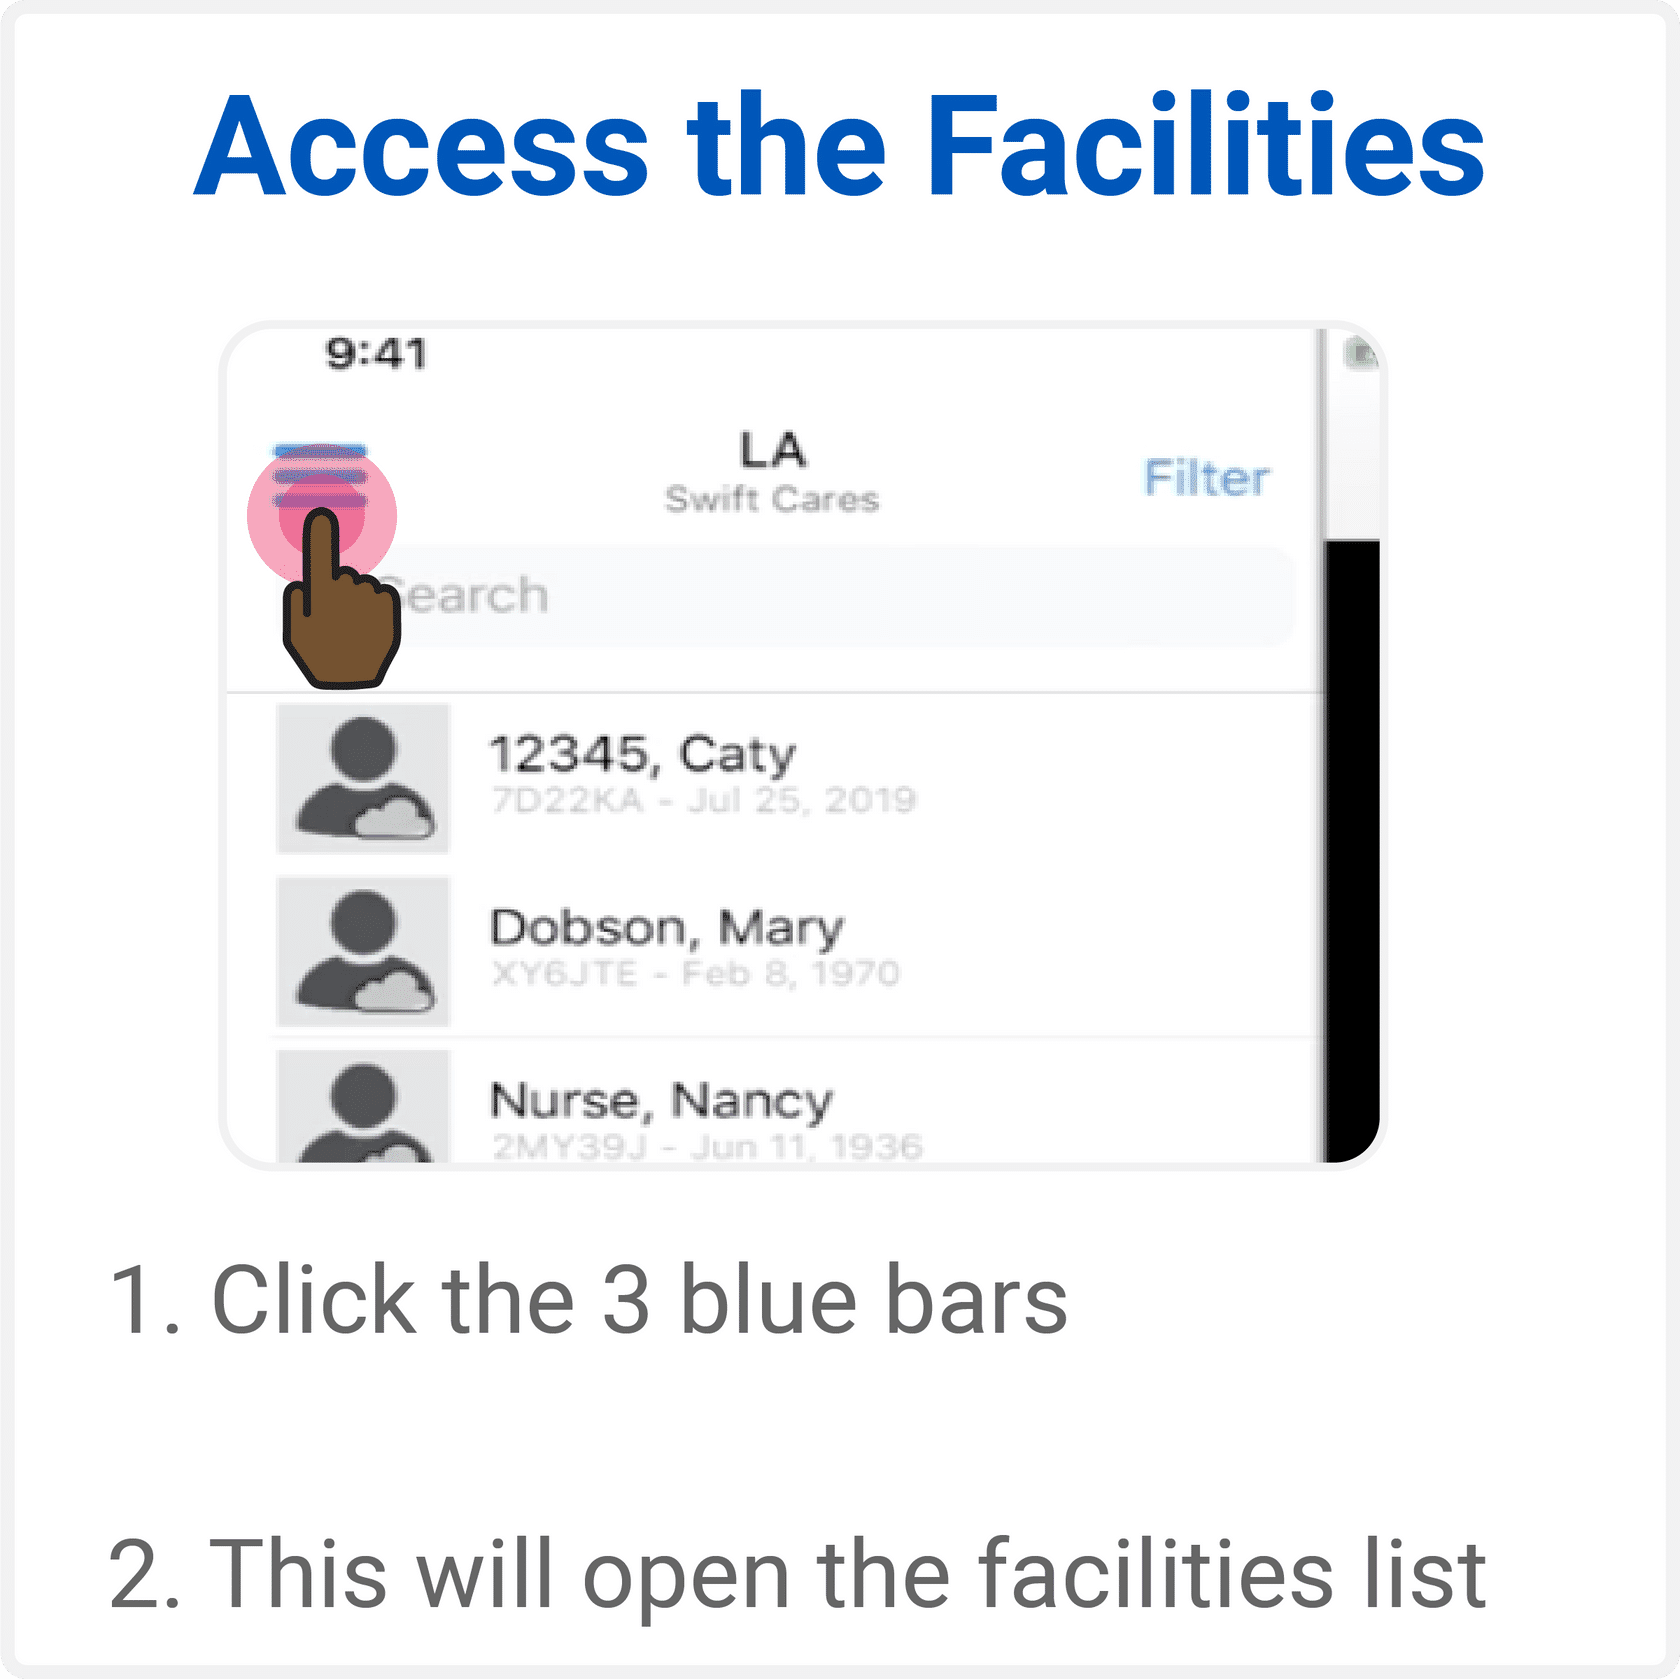 Access the Facilities
9:41
LA
Swift Cares
Filter
Search
12345, Caty
7D22KA - Jul 25, 2019
Dobson, Mary
XY6JTE - Feb 8, 1970
Nurse, Nancy
2MY39J - Jun 11, 1936
1. Click the 3 blue bars
2. This will open the facilities list